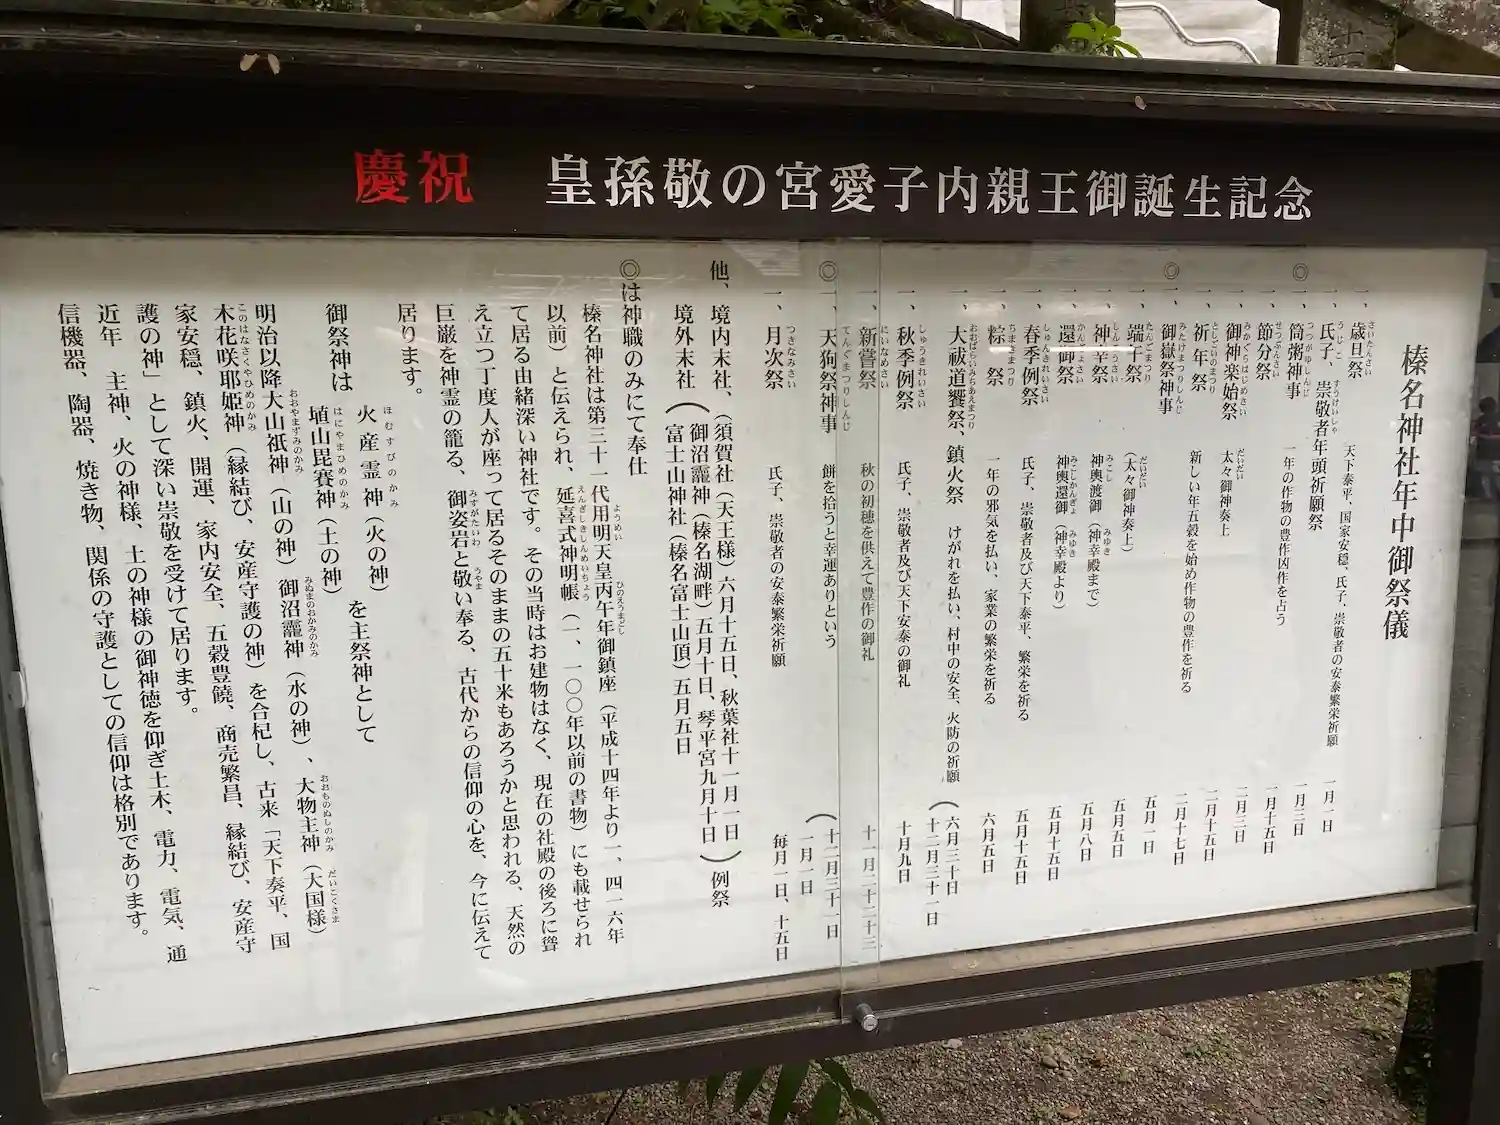 慶祝　皇孫敬の宮愛子内親王御誕生記念
榛名神社年中御祭儀
一、歳旦祭　天下泰平、国家安穏、氏子、崇敬者の安泰繁栄祈願　一月一日
氏子、崇敬者年頭祈願祭
◎一、筒粥神事　一年の作物の豊作凶作を占う　一月三日
一、節分祭　一月十五日
一、御神楽始祭　太々御神奏上　二月三日
一、祈年祭　新しい年五穀を始め作物の豊作を祈る　二月十五日
◎一、御嶽祭神事　二月十七日
一、端午祭　（太々御神奏上）　五月一日
一、神幸祭　神輿渡御（神幸殿まで）　五月五日
一、還御祭　神輿還御（神幸殿より）　五月八日
一、春季例祭　氏子、崇敬者及び天下泰平、繁栄を祈る　五月十五日
一、粽祭　一年の邪気を払い、家業の繁栄を祈る　五月十五日
六月五日
一、大祓道饗祭、鎮火祭　けがれを払い、村中の安全、火防の祈願（六月三十日
十二月三十一日
一、秋季例祭　氏子、崇敬者及び天下安泰の御礼　十月九日
一、新嘗祭　秋の初穂を供えて豊作の御礼　十一月二十二十三
◎一、天狗祭神事　餅を拾うと幸運ありという（十二月三十一日
一月一日
一、月次祭　氏子、崇敬者の安泰繁栄祈願　毎月一日、十五日
他、境内末社、（須賀社（天王様）六月十五日、秋葉社十一月一日
境外末社（御沼龗神（榛名湖畔）五月十日、琴平宮九月十日）例祭
富士山神社（榛名富士山頂）五月五日
◎は神職のみにて奉仕
榛名神社は第三十一代用明天皇丙午年御鎮座（平成十四年より一、四一六年
以前）と伝えられ、延喜式神明帳（一、一〇〇年以前の書物）にも載せられ
て居る由緒深い神社です。その当時はお建物はなく、現在の社殿の後ろに聳
え立つ丁度人が座って居るそのままの五十米もあろうかと思われる、天然の
巨巌を神霊の籠る、御姿岩と敬い奉る、古代からの信仰の心を、今に伝えて
居ります。
御祭神は　火産霊神（火の神）
埴山毘賽神（土の神）を主祭神として
明治以降大山祇神（山の神）御沼龗神（水の神）、大物主神（大国様）
木花咲耶姫神（縁結び、安産守護の神）を合祀し、古来「天下奏平、国
家安穏、鎮火、開運、家内安全、五穀豊饒、商売繁昌、縁結び、安産守
護の神」として深い崇敬を受けて居ります。
近年　主神、火の神様、土の神様の御神徳を仰ぎ土木、電力、電気、通
信機器、陶器、焼き物、関係の守護としての信仰は格別であります。